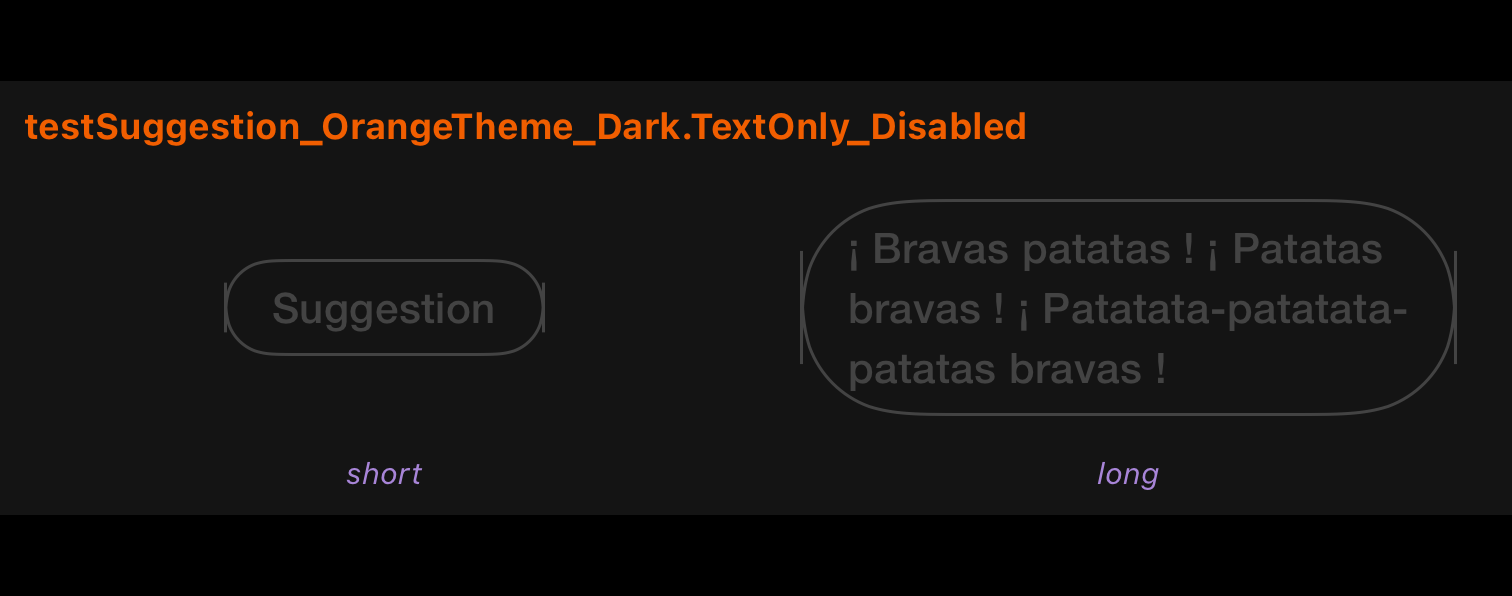 testSuggestion_OrangeTheme_Dark.TextOnly_Disabled
Suggestion
¡ Bravas patatas ! ¡ Patatas
bravas ! ¡ Patatata-patatata-
patatas bravas !
short
long